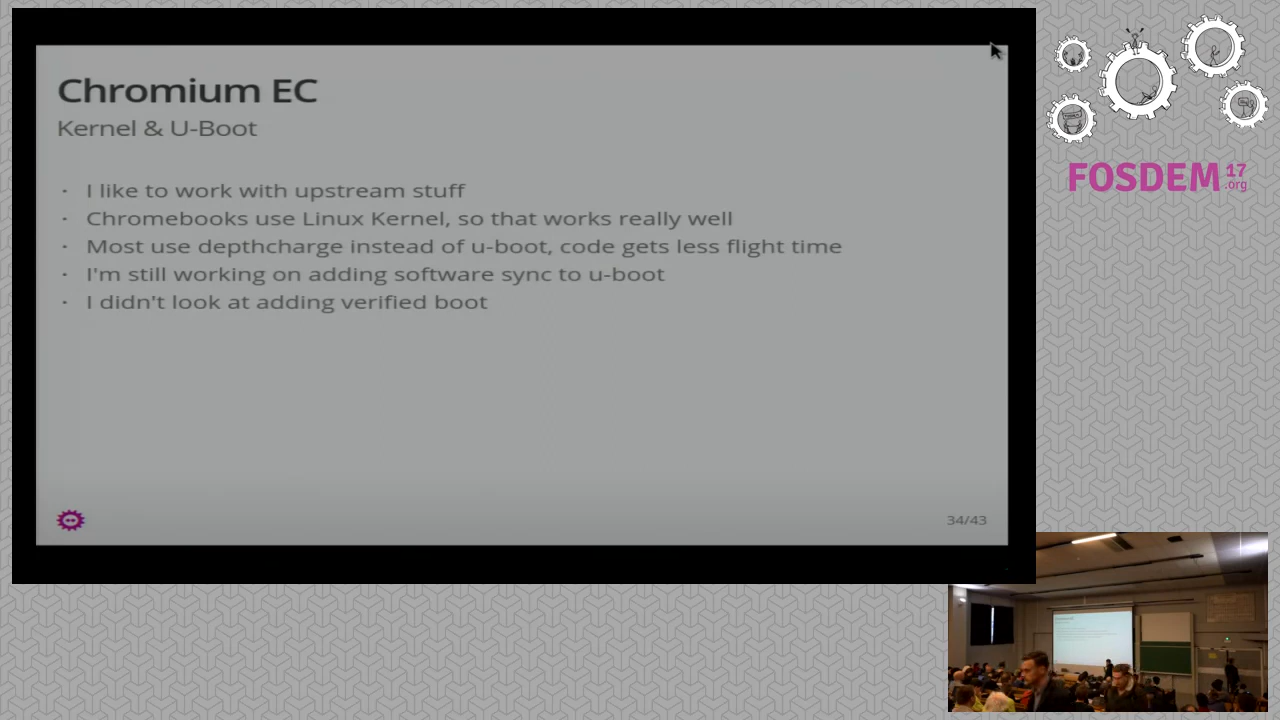 Chromium EC
Kernel & U-Boot
· I like to work with upstream stuff
· Chromebooks use Linux Kernel, so that works really well
· Most use depthcharge instead of u-boot, code gets less flight time
· I'm still working on adding software sync to u-boot
· I didn't look at adding verified boot
34/43
FOSDEM 17 .org